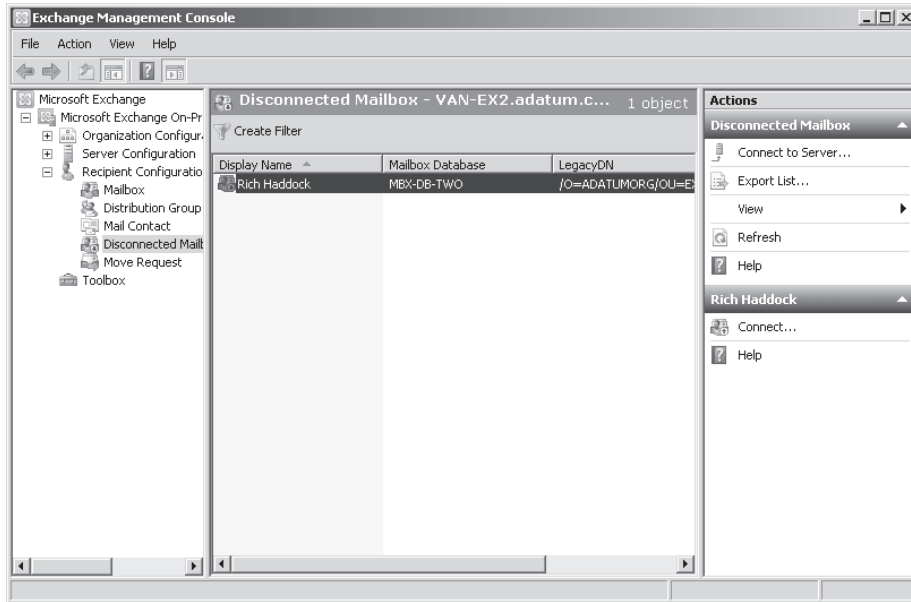 Exchange Management Console
File Action View Help
Microsoft Exchange
Microsoft Exchange On-Pr
Organization Configur
Server Configuration
Recipient Configuratio
Mailbox
Distribution Group
Mail Contact
Disconnected Mailb
Move Request
Toolbox
Disconnected Mailbox - VAN-EX2.adatum.c... 1 object
Create Filter
Display Name Mailbox Database LegacyDN
Rich Haddock MBX-DB-TWO /O=ADATUMORG/OU=EX
Actions
Disconnected Mailbox
Connect to Server...
Export List...
View
Refresh
Help
Rich Haddock
Connect...
Help